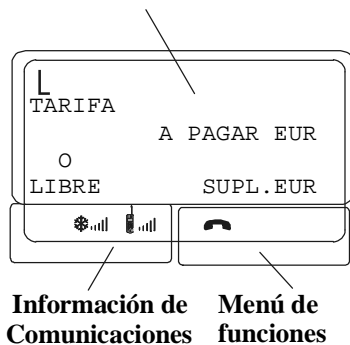 L
TARIFA
A PAGAR EUR
O
LIBRE SUPL.EUR
Información de Comunicaciones
Menú de funciones